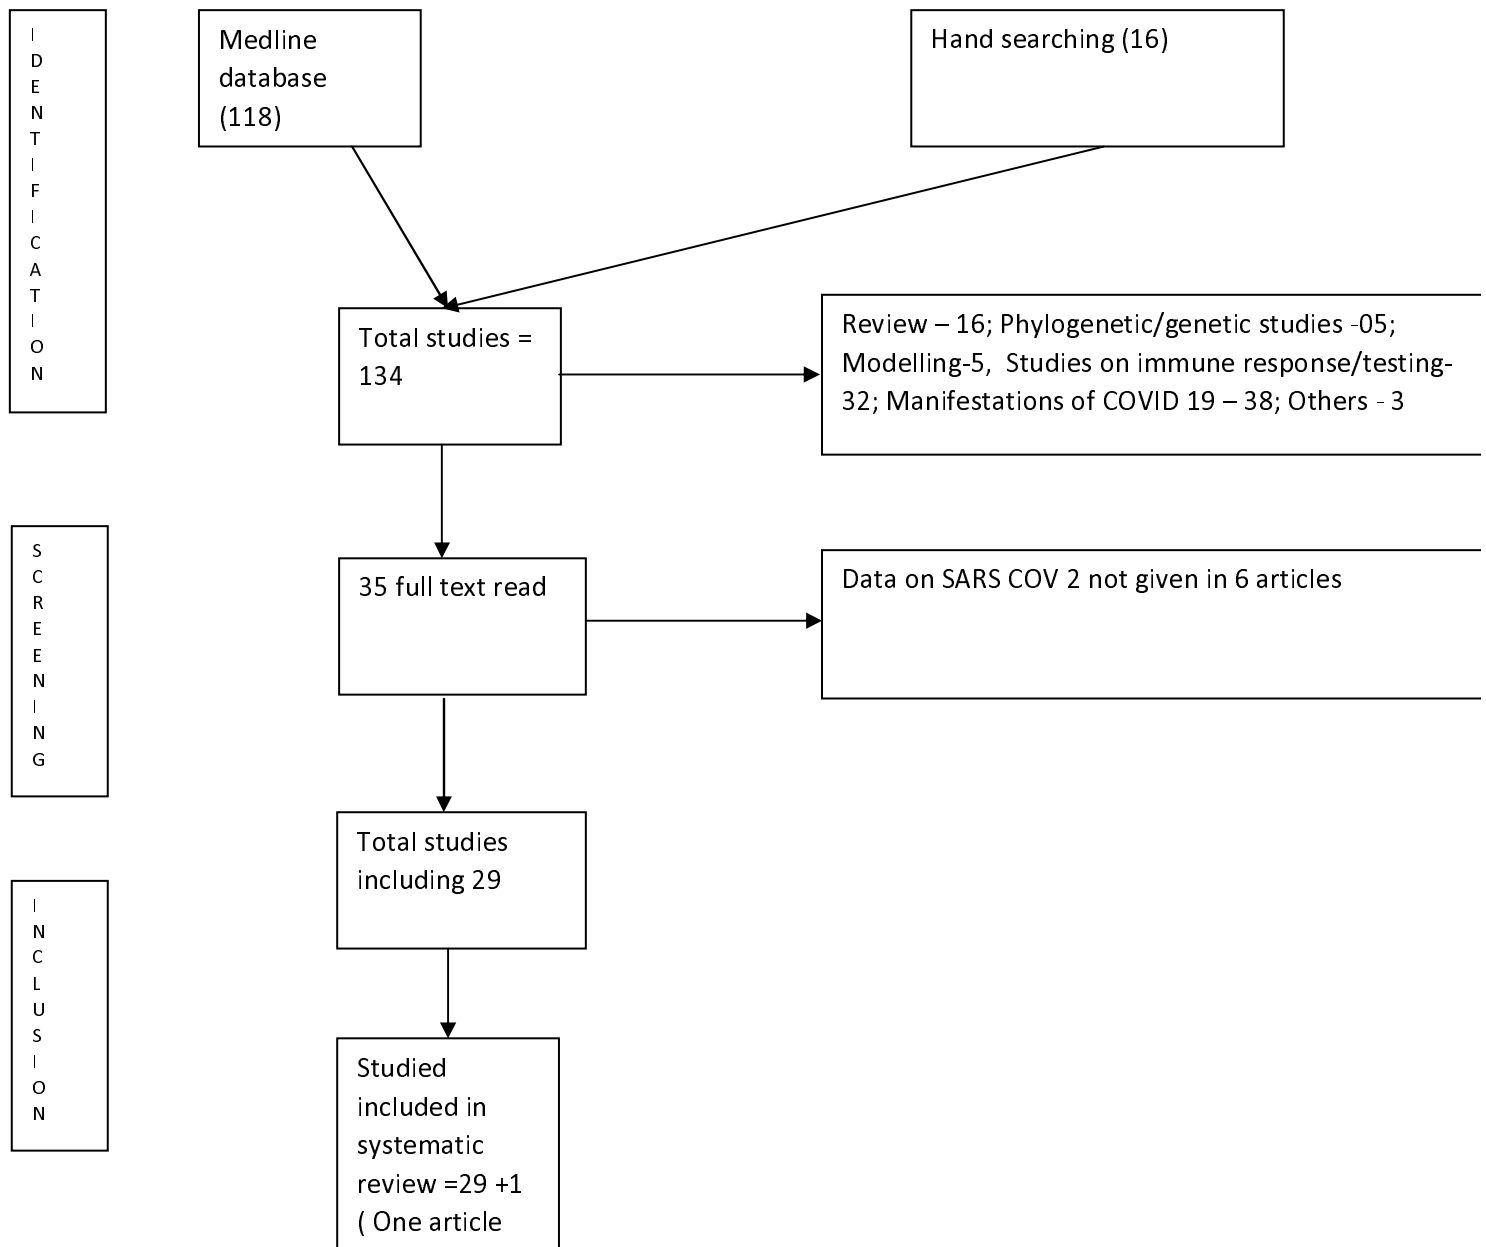 IDENTIFICATION
Medline
database
(118)
Hand searching (16)
Total studies =
134
Review – 16; Phylogenetic/genetic studies -05;
Modelling-5, Studies on immune response/testing-
32; Manifestations of COVID 19 – 38; Others - 3
SCREENING
35 full text read
Data on SARS COV 2 not given in 6 articles
Total studies
including 29
INCLUSION
Studied
included in
systematic
review =29 +1
( One article